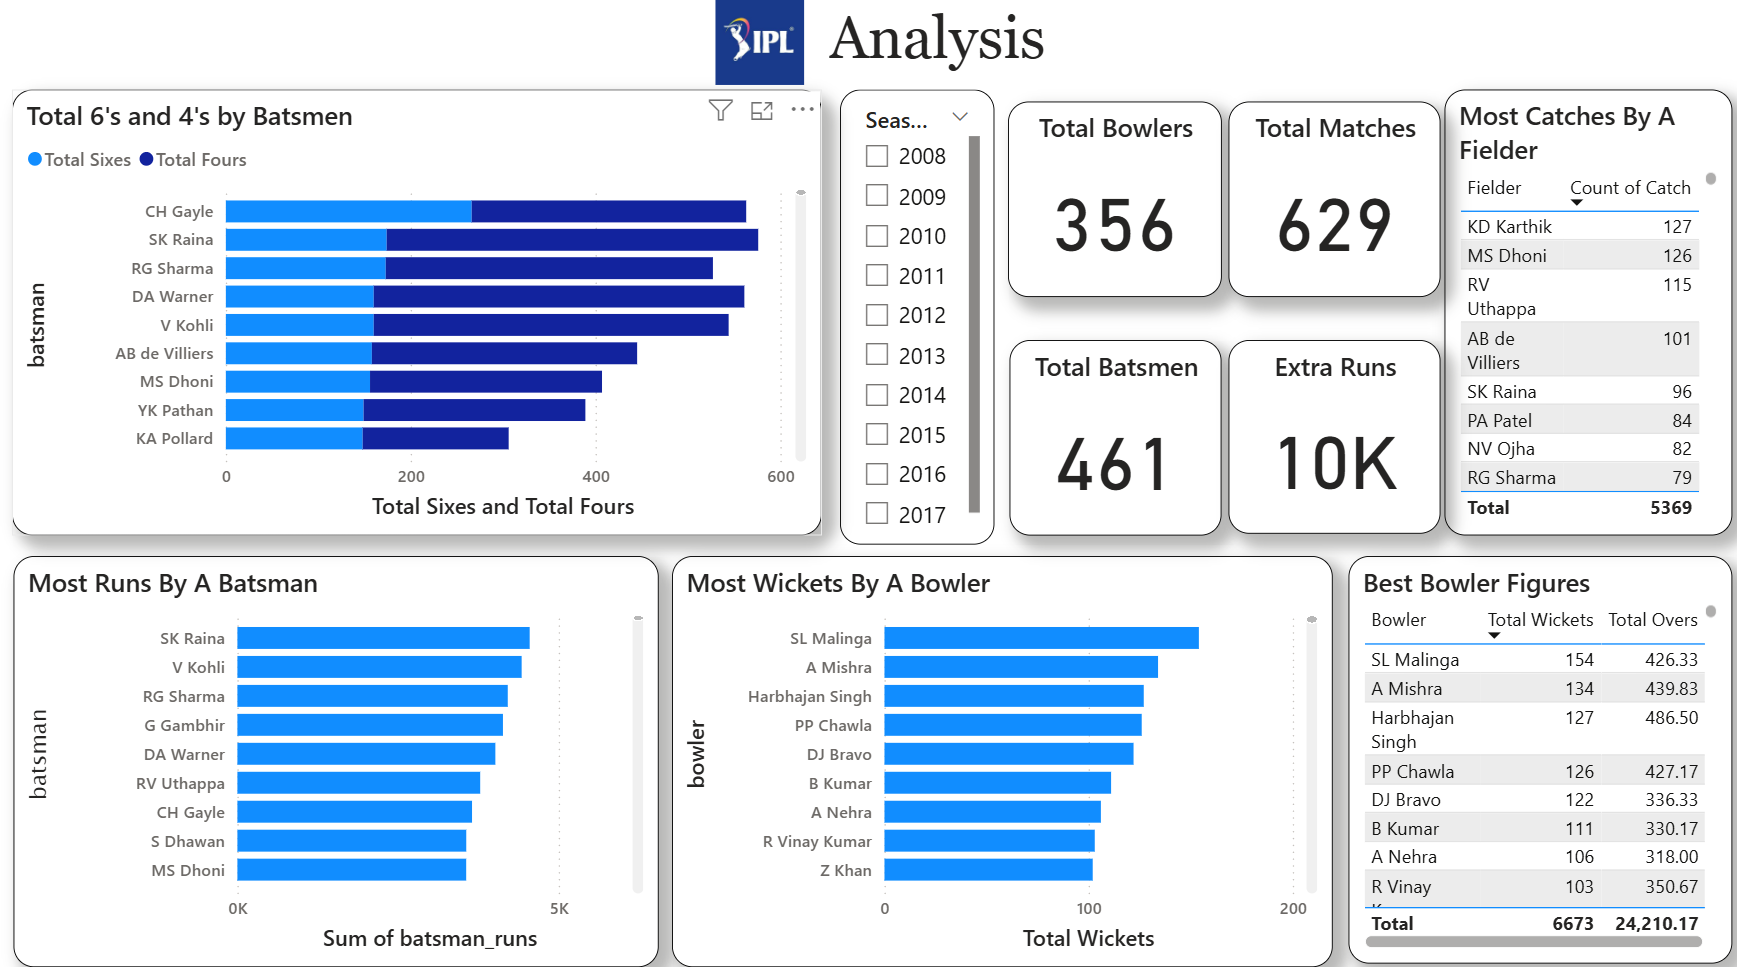 IPL
Analysis
Total 6's and 4's by Batsmen
Total Sixes
Total Fours
batsman
CH Gayle
SK Raina
RG Sharma
DA Warner
V Kohli
AB de Villiers
MS Dhoni
YK Pathan
KA Pollard
0 200 400 600
Total Sixes and Total Fours
Seas...
2008
2009
2010
2011
2012
2013
2014
2015
2016
2017
Total Bowlers
356
Total Matches
629
Total Batsmen
461
Extra Runs
10K
Most Catches By A
Fielder
Fielder Count of Catch
KD Karthik 127
MS Dhoni 126
RV 115
Uthappa
AB de 101
Villiers
SK Raina 96
PA Patel 84
NV Ojha 82
RG Sharma 79
Total 5369
Most Runs By A Batsman
batsman
SK Raina
V Kohli
RG Sharma
G Gambhir
DA Warner
RV Uthappa
CH Gayle
S Dhawan
MS Dhoni
0K 5K
Sum of batsman_runs
Most Wickets By A Bowler
bowler
SL Malinga
A Mishra
Harbhajan Singh
PP Chawla
DJ Bravo
B Kumar
A Nehra
R Vinay Kumar
Z Khan
0 100 200
Total Wickets
Best Bowler Figures
Bowler Total Wickets Total Overs
SL Malinga 154 426.33
A Mishra 134 439.83
Harbhajan 127 486.50
Singh
PP Chawla 126 427.17
DJ Bravo 122 336.33
B Kumar 111 330.17
A Nehra 106 318.00
R Vinay 103 350.67
Total 6673 24,210.17